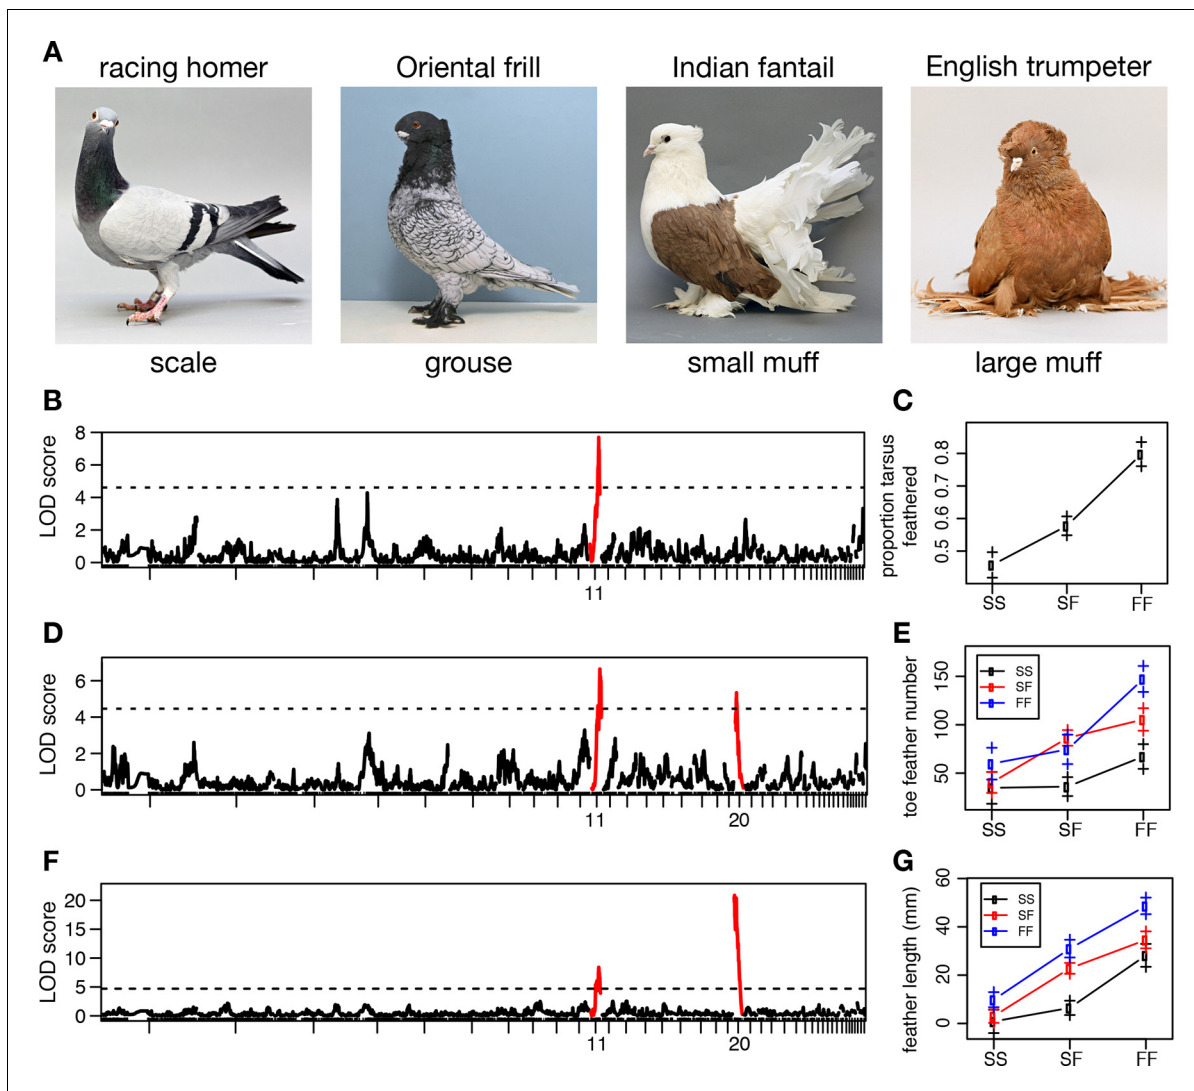 A
racing homer
Oriental frill
Indian fantail
English trumpeter
scale
grouse
small muff
large muff
B
LOD score
8
6
4
2
0
11
C
proportion tarsus
feathered
0.8
0.7
0.6
0.5
SS
SF
FF
D
LOD score
6
4
2
0
11
20
E
toe feather number
150
100
50
SS
SF
FF
SS
SF
FF
F
LOD score
20
15
10
5
0
11
20
G
feather length (mm)
60
40
20
0
SS
SF
FF
SS
SF
FF